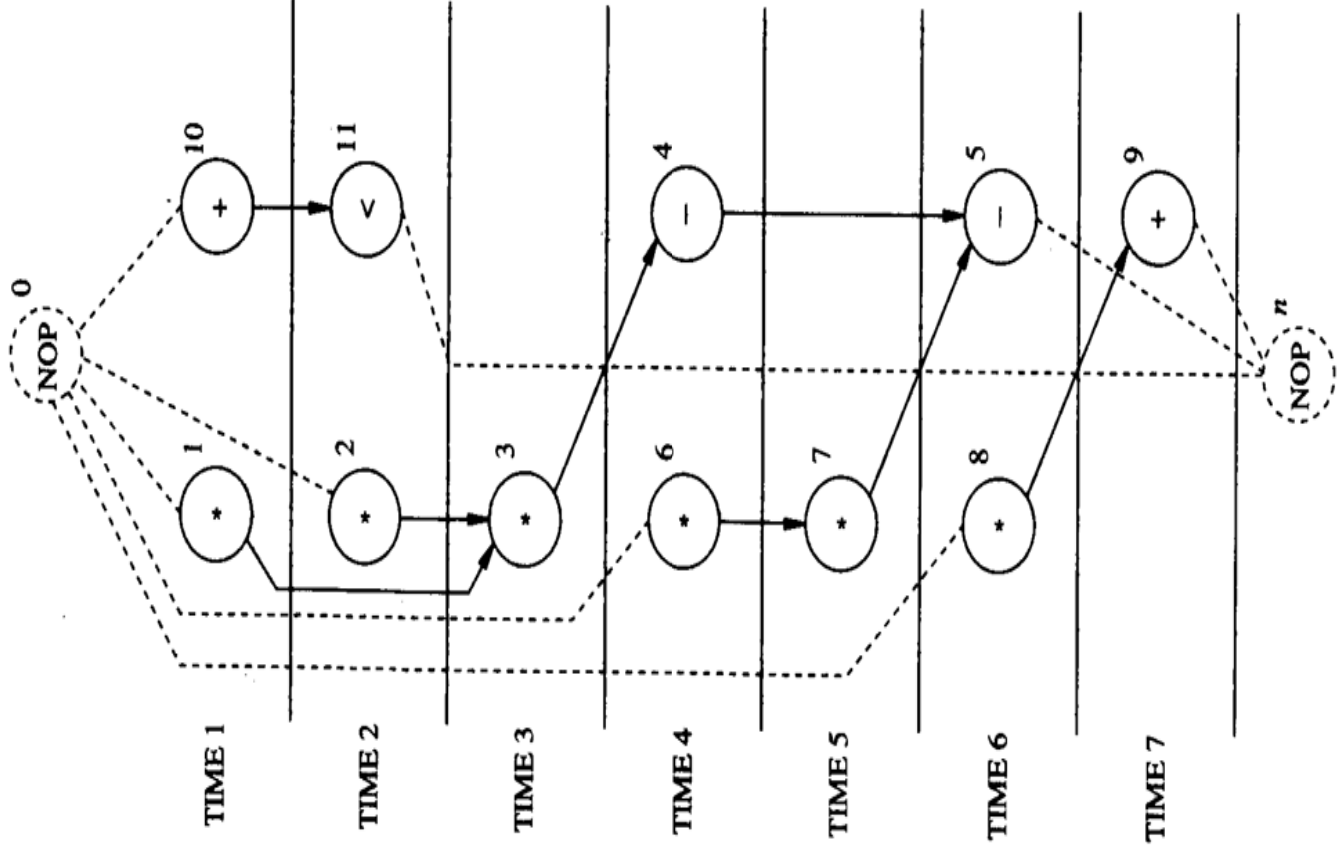 NOP 0
TIME 1 * 1 + 10
TIME 2 * 2 < 11
TIME 3 * 3
TIME 4 * 6 − 4
TIME 5 * 7
TIME 6 * 8 − 5
TIME 7 + 9
NOP n